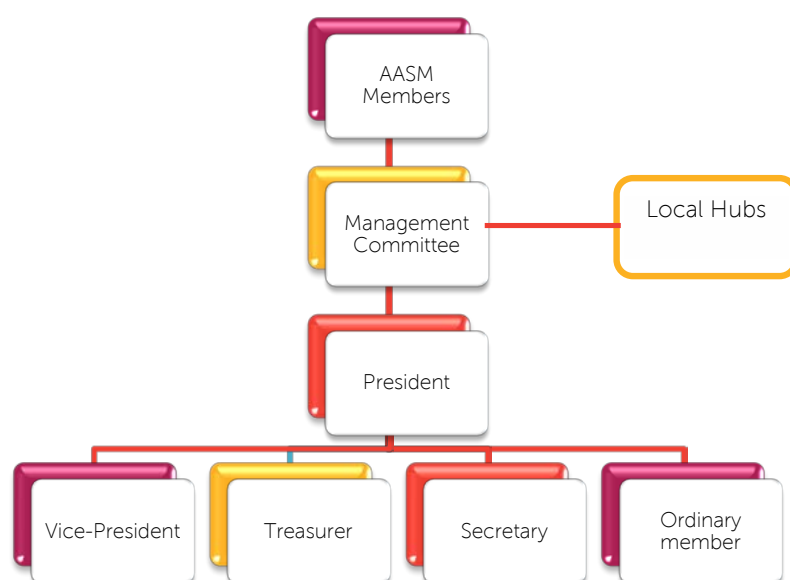 AASM
Members
Management
Committee
Local Hubs
President
Vice-President
Treasurer
Secretary
Ordinary
member